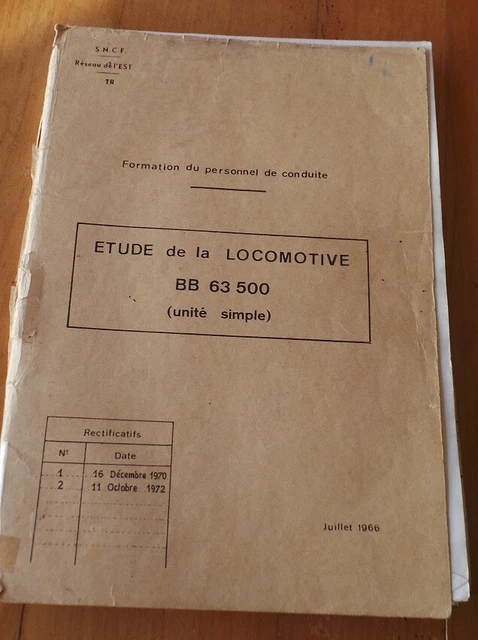 S.N.C.F.
Réseau de l'EST
TR
Formation du personnel de conduite
ETUDE de la LOCOMOTIVE
BB 63 500
(unité simple)
Rectificatifs
N° Date
1 16 Décembre 1970
2 11 Octobre 1972
Juillet 1966